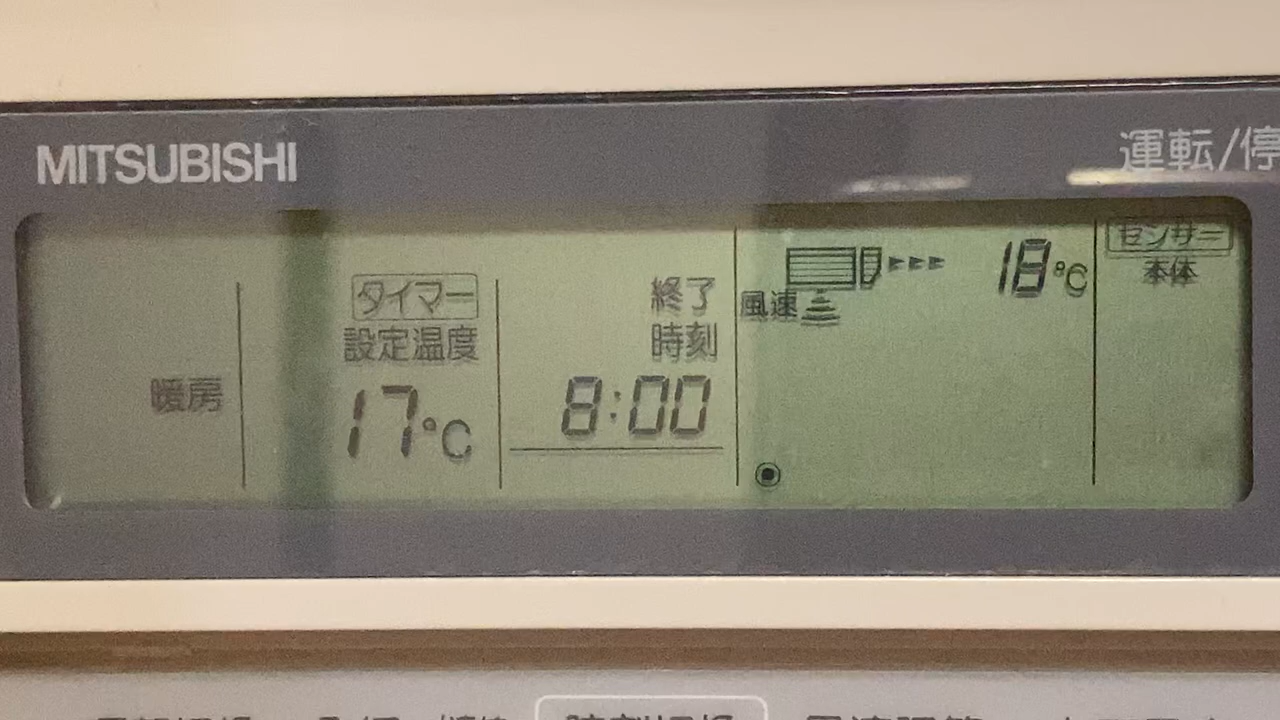 MITSUBISHI
運転/停
センサー
本体
18°C
風速
タイマー
設定温度
17°C
終了
時刻
8:00
暖房